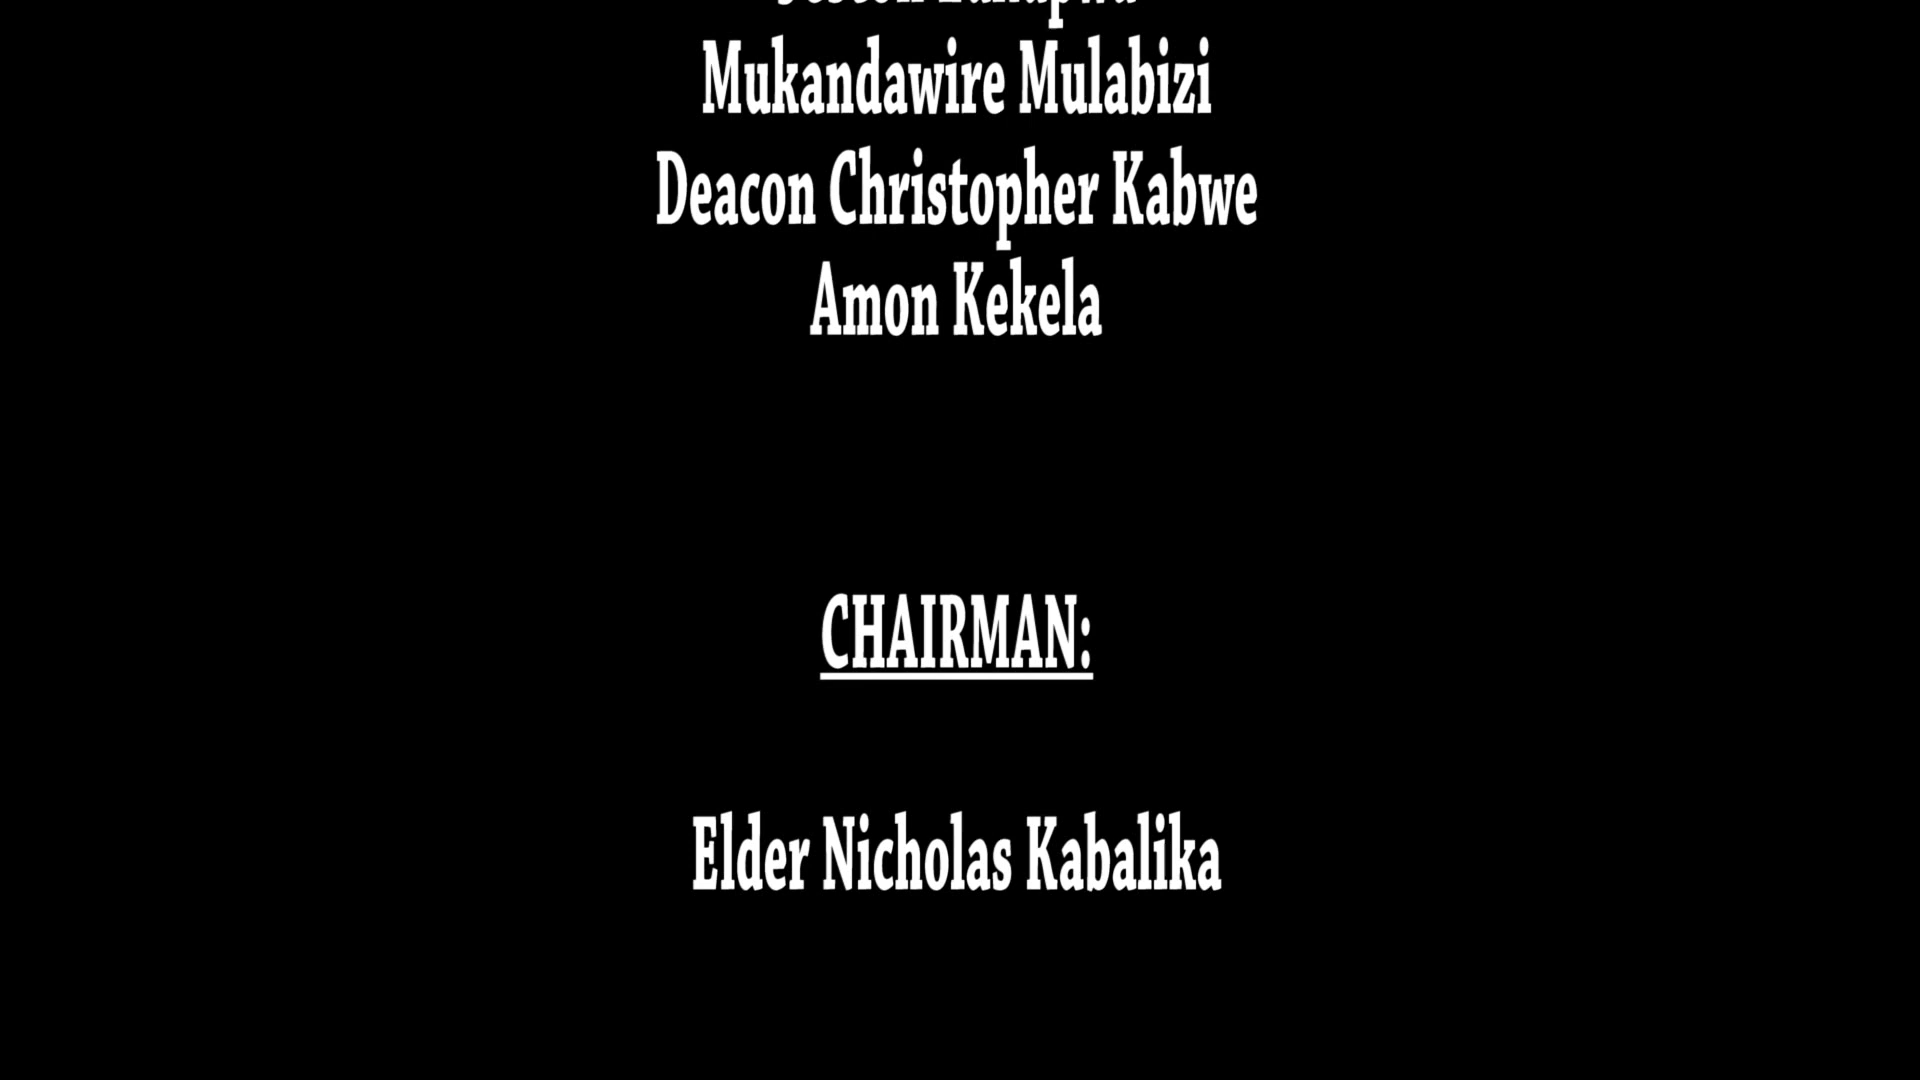 Mukandawire Mulabizi
Deacon Christopher Kabwe
Amon Kekela
CHAIRMAN:
Elder Nicholas Kabalika